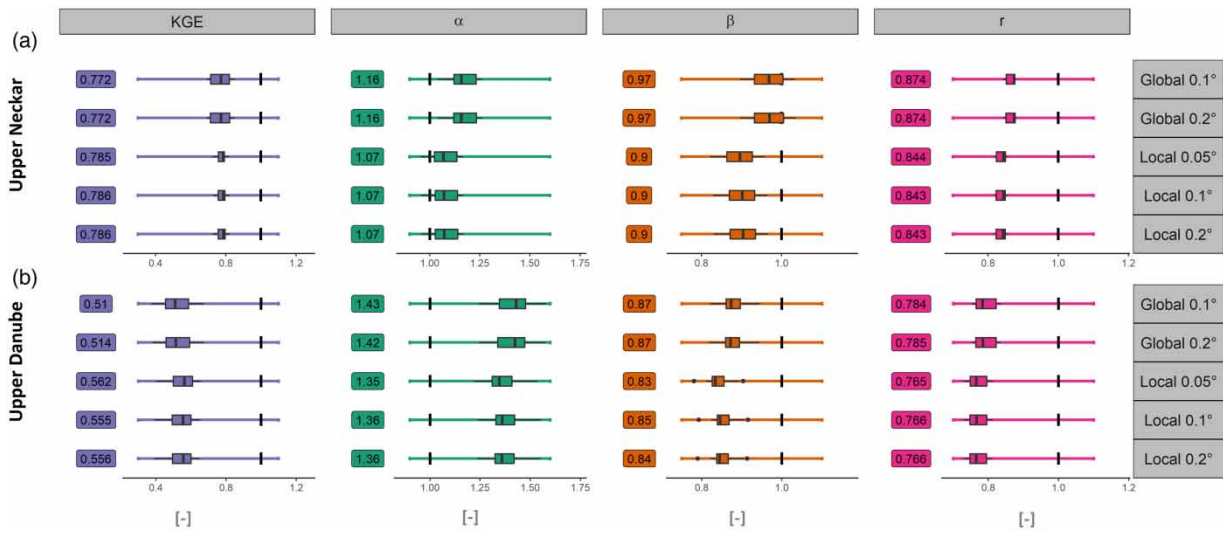 KGE α β r
(a)
Upper Neckar
0.772 1.16 0.97 0.874 Global 0.1°
0.772 1.16 0.97 0.874 Global 0.2°
0.785 1.07 0.9 0.844 Local 0.05°
0.786 1.07 0.9 0.843 Local 0.1°
0.786 1.07 0.9 0.843 Local 0.2°
0.4 0.8 1.2 1.00 1.25 1.50 1.75 0.8 1.0 0.8 1.0 1.2
(b)
Upper Danube
0.51 1.43 0.87 0.784 Global 0.1°
0.514 1.42 0.87 0.785 Global 0.2°
0.562 1.35 0.83 0.765 Local 0.05°
0.555 1.36 0.85 0.766 Local 0.1°
0.556 1.36 0.84 0.766 Local 0.2°
0.4 0.8 1.2 1.00 1.25 1.50 1.75 0.8 1.0 0.8 1.0 1.2
[-] [-] [-] [-]